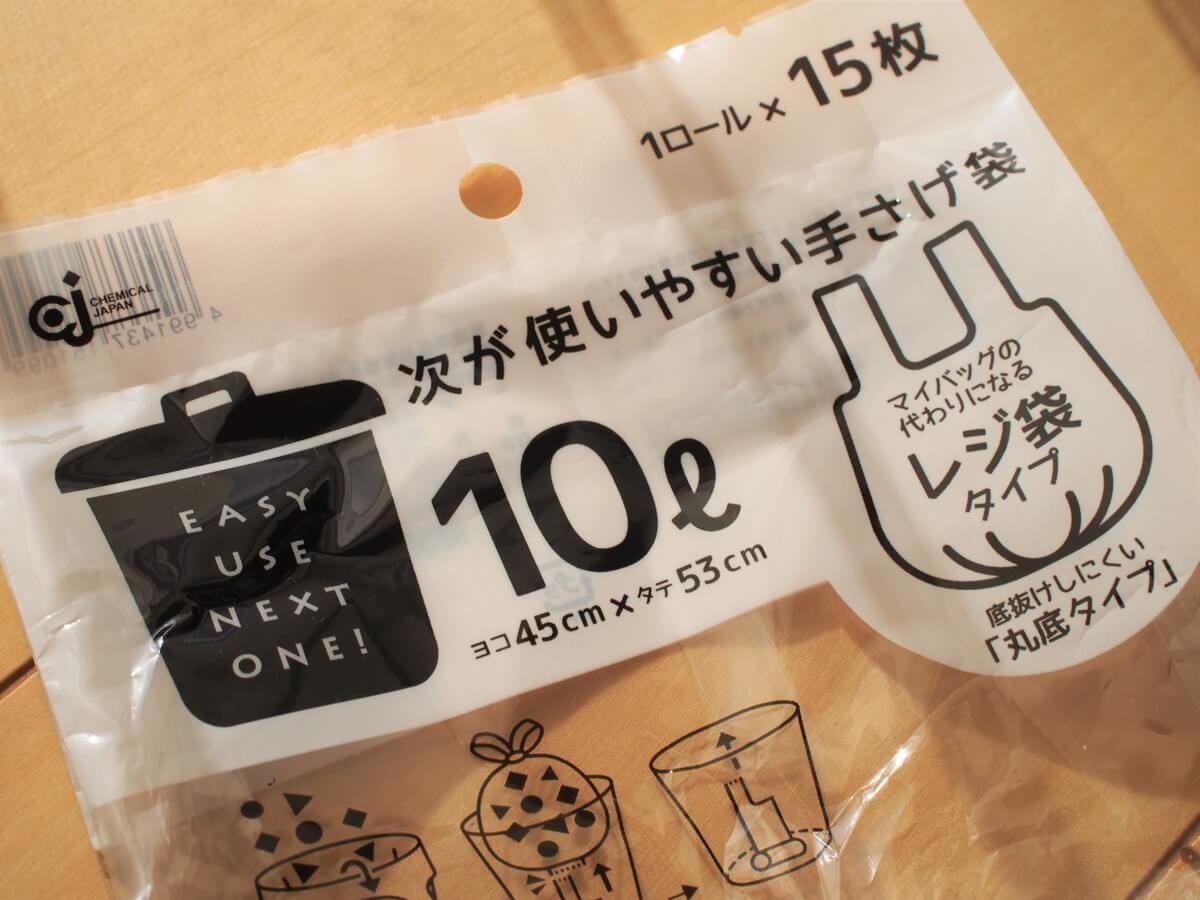 1ロール×15枚
CHEMICAL
JAPAN
4 991437
151099
次が使いやすい手さげ袋
EASY
USE
NEXT
ONE!
10ℓ
ヨコ45cm×タテ53cm
マイバッグの
代わりになる
レジ袋
タイプ
底抜けしにくい
「丸底タイプ」